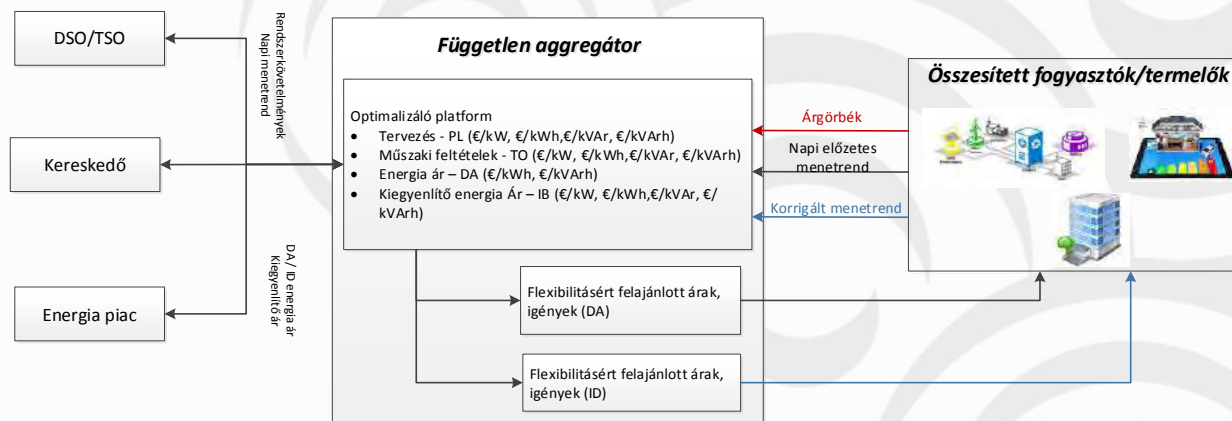 DSO/TSO
Kereskedő
Energia piac
Rendszerkövetelmények
Napi menetrend
DA/ ID energia ár
Kiegyenlítő ár
Független aggregátor
Optimalizáló platform
• Tervezés - PL (€/kW, €/kWh,€/kVAr, €/kVArh)
• Műszaki feltételek - TO (€/kW, €/kWh,€/kVAr, €/kVArh)
• Energia ár – DA (€/kWh, €/kVArh)
• Kiegyenlítő energia Ár – IB (€/kW, €/kWh,€/kVAr, €/
kVArh)
Flexibilitásért felajánlott árak,
igények (DA)
Flexibilitásért felajánlott árak,
igények (ID)
Árgörbék
Napi előzetes
menetrend
Korrigált menetrend
Összesített fogyasztók/termelők